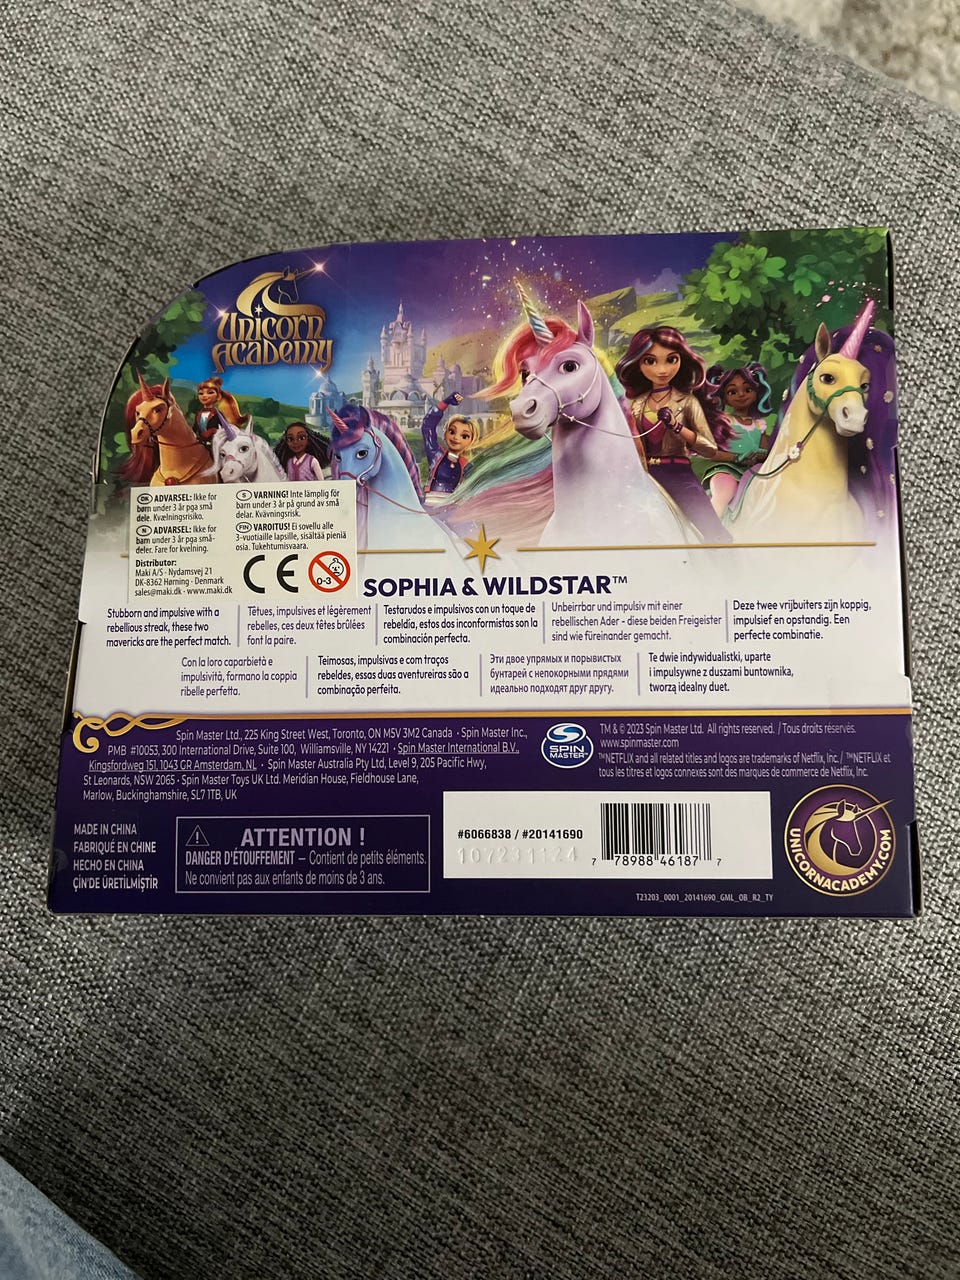 Unicorn
Academy
DK ADVARSEL: Ikke for
børn under 3 år pga små
dele. Kvælningsrisiko.
N ADVARSEL: Ikke for
barn under 3 år pga. små-
deler. Fare for kvelning.
Distributor:
Maki A/S · Nydamsvej 21
DK-8362 Hørning - Denmark
sales@maki.dk · www.maki.dk
S VARNING! Inte lämplig för
barn under 3 år på grund av små
delar. Kvävningsrisk.
FIN VAROITUS! Ei sovellu alle
3-vuotiaille lapsille, sisältää pieniä
osia. Tukehtumisvaara.
CE
0-3
SOPHIA & WILDSTAR™
Stubborn and impulsive with a
rebellious streak, these two
mavericks are the perfect match.
Têtues, impulsives et légèrement
rebelles, ces deux têtes brûlées
font la paire.
Testarudos e impulsivos con un toque de
rebeldía, estos dos inconformistas son la
combinación perfecta.
Unbeirrbar und impulsiv mit einer
rebellischen Ader - diese beiden Freigeister
sind wie füreinander gemacht.
Deze twee vrijbuiters zijn koppig,
impulsief en opstandig. Een
perfecte combinatie.
Con la loro caparbietà e
impulsività, formano la coppia
ribelle perfetta.
Teimosas, impulsivas e com traços
rebeldes, essas duas aventureiras são a
combinação perfeita.
Эти двое упрямых и порывистых
бунтарей с непокорными прядями
идеально подходят друг другу.
Te dwie indywidualistki, uparte
i impulsywne z duszami buntownika,
tworzą idealny duet.
Spin Master Ltd., 225 King Street West, Toronto, ON M5V 3M2 Canada · Spin Master Inc.,
PMB #10053, 300 International Drive, Suite 100, Williamsville, NY 14221 · Spin Master International B.V.,
Kingsfordweg 151, 1043 GR Amsterdam, NL · Spin Master Australia Pty Ltd, Level 9, 205 Pacific Hwy,
St Leonards, NSW 2065 · Spin Master Toys UK Ltd. Meridian House, Fieldhouse Lane,
Marlow, Buckinghamshire, SL7 1TB, UK
SPIN
MASTER™
TM & © 2023 Spin Master Ltd. All rights reserved. / Tous droits réservés.
www.spinmaster.com
™NETFLIX and all related titles and logos are trademarks of Netflix, Inc. / ™NETFLIX et
tous les titres et logos connexes sont des marques de commerce de Netflix, Inc.
MADE IN CHINA
FABRIQUÉ EN CHINE
HECHO EN CHINA
ÇİN'DE ÜRETİLMİŞTİR
ATTENTION !
DANGER D'ÉTOUFFEMENT – Contient de petits éléments.
Ne convient pas aux enfants de moins de 3 ans.
#6066838 / #20141690
107231124
7 78988 46187 7
UNICORNACADEMY.COM
T23203_0001_20141690_GML_OB_R2_TY